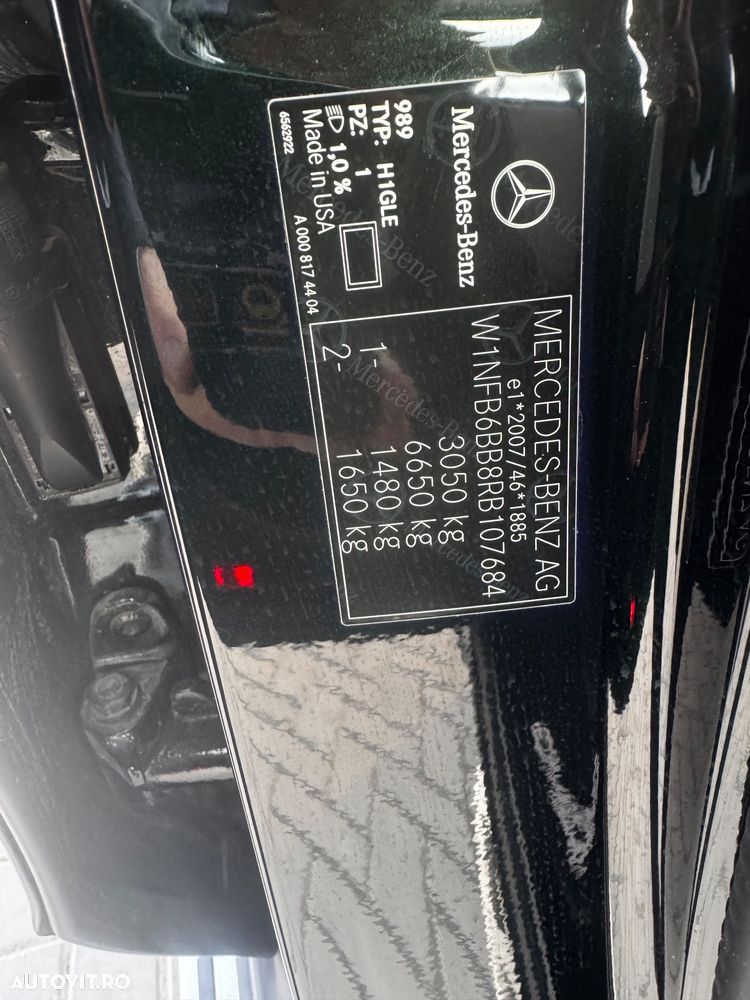 Mercedes-Benz
989
TYP: H1GLE
PZ: 1
1,0 %
Made in USA
6562922
A 000 817 44 04
MERCEDES-BENZ AG
e1*2007/46*1885
W1NFB6BB8RB107684
3050 kg
6650 kg
1- 1480 kg
2- 1650 kg
AUTOVIT.RO